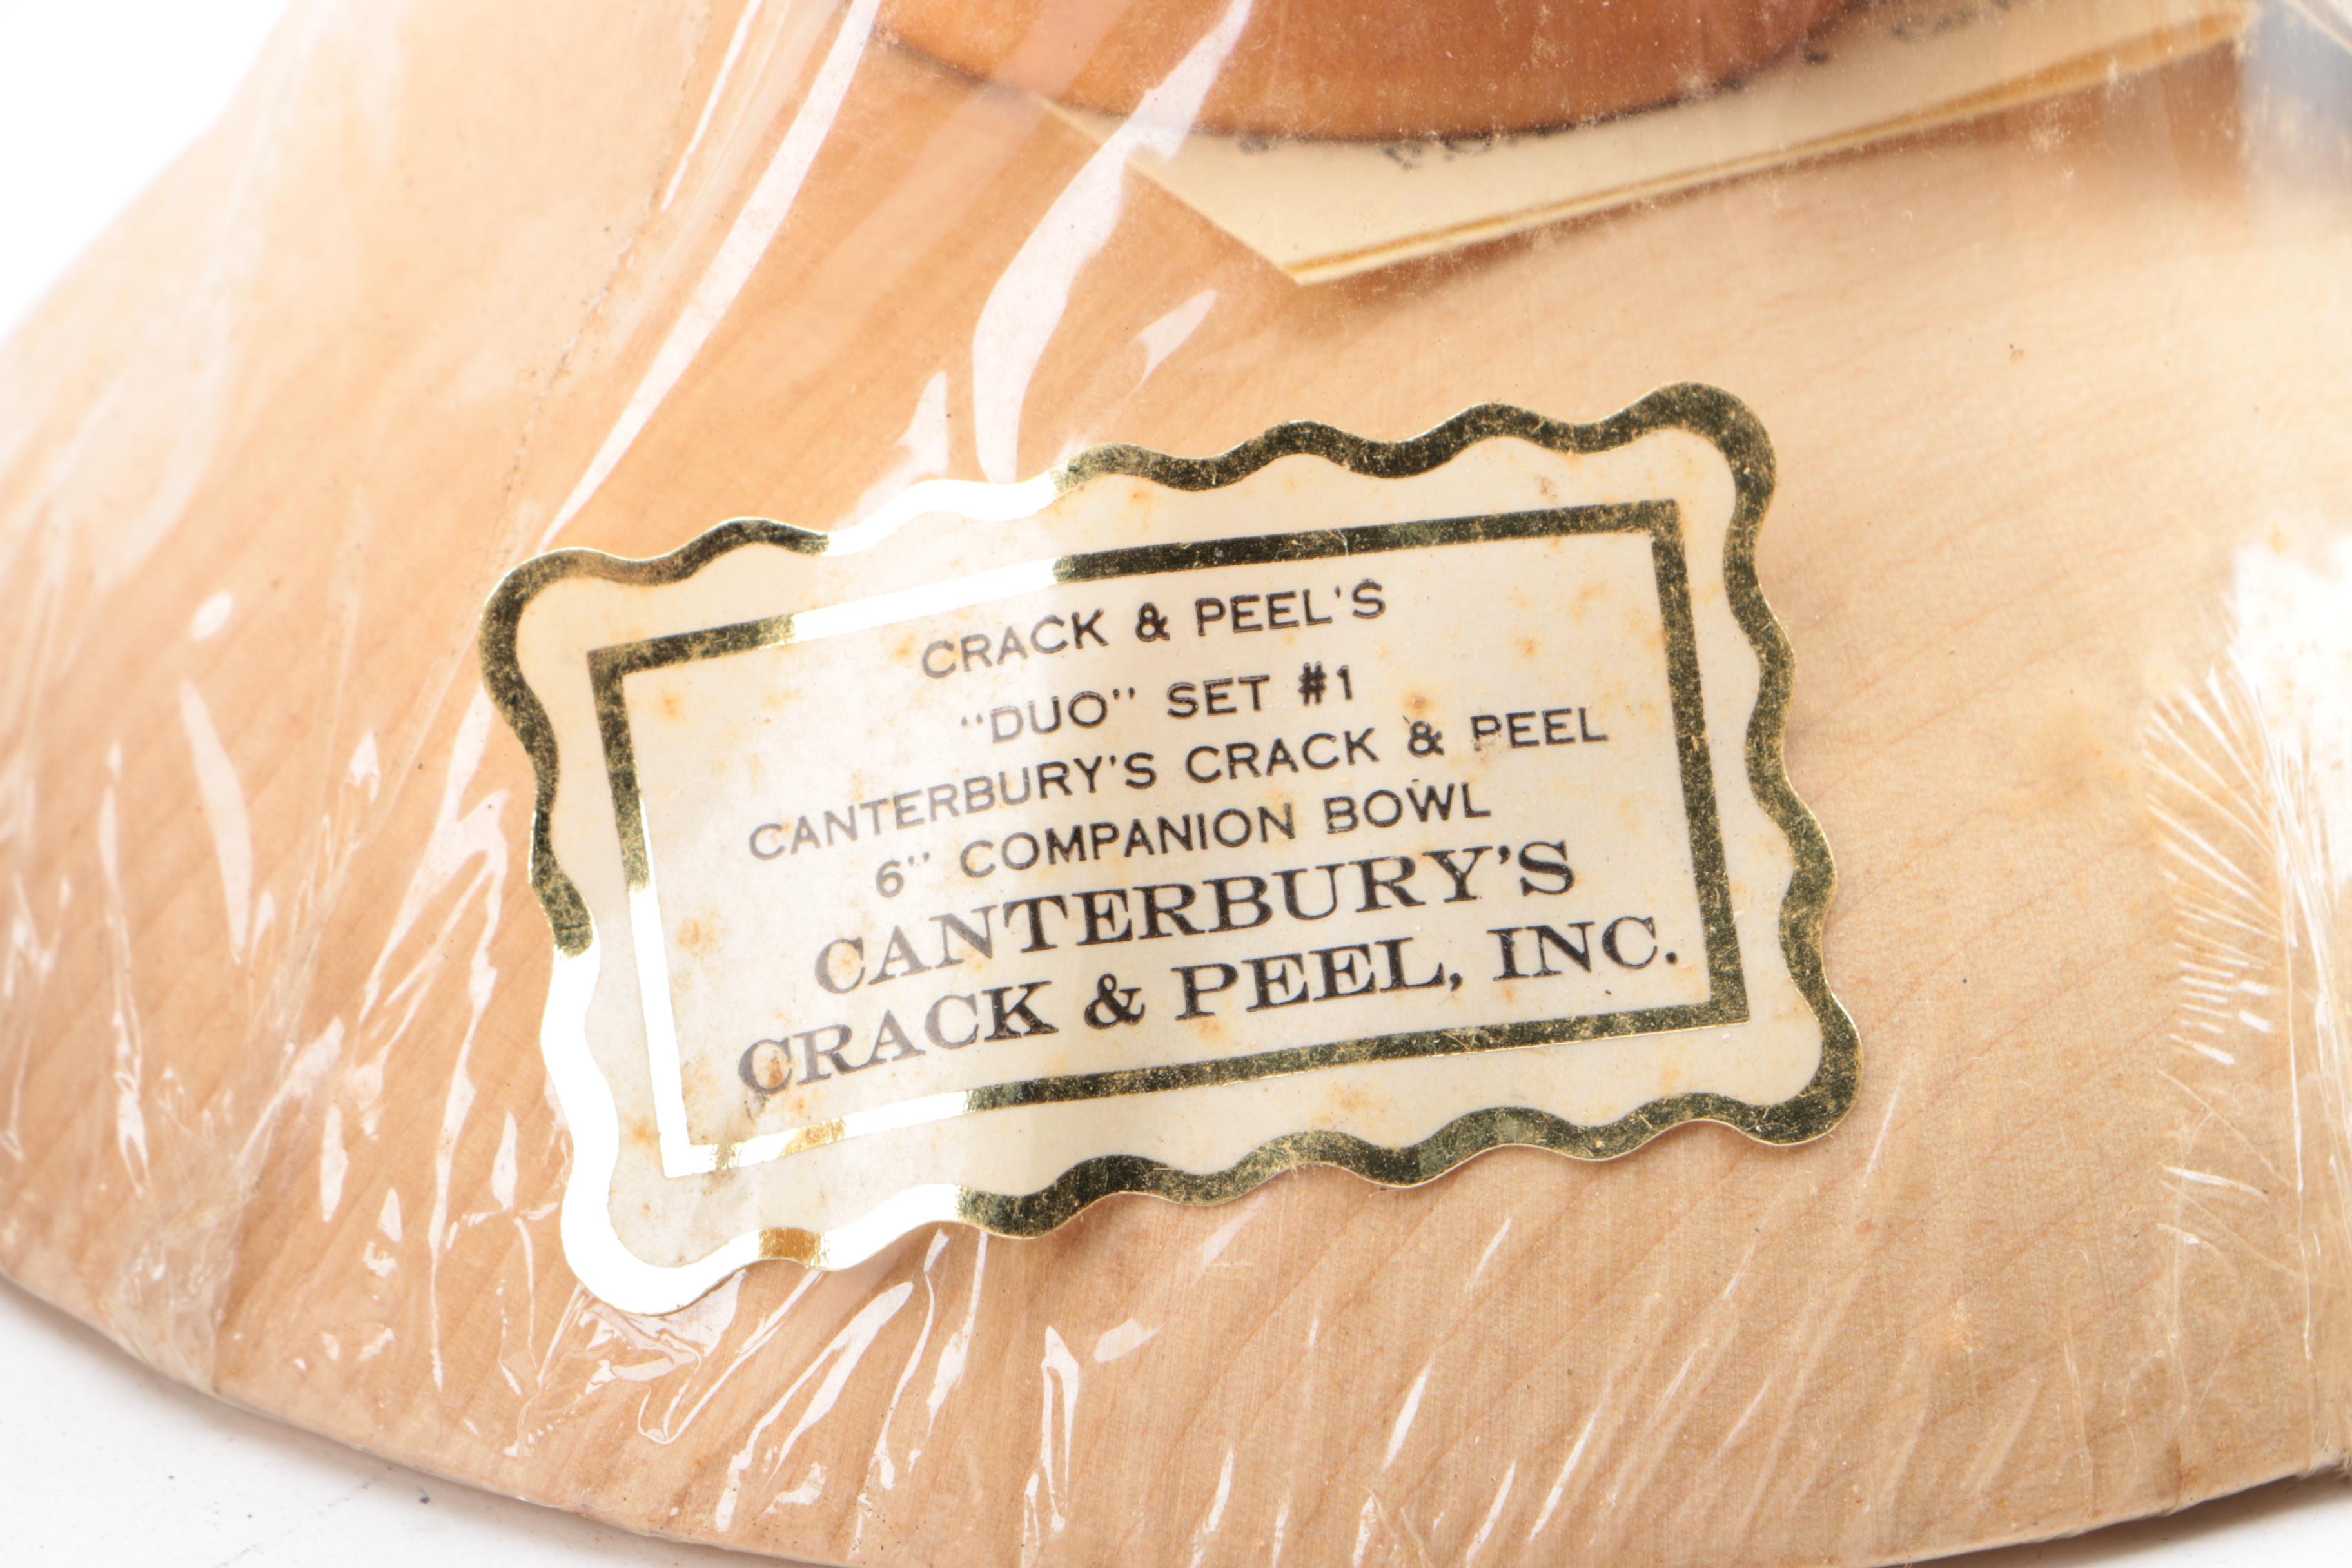 CRACK & PEEL'S
"DUO" SET #1
CANTERBURY'S CRACK & PEEL
6" COMPANION BOWL
CANTERBURY'S
CRACK & PEEL, INC.